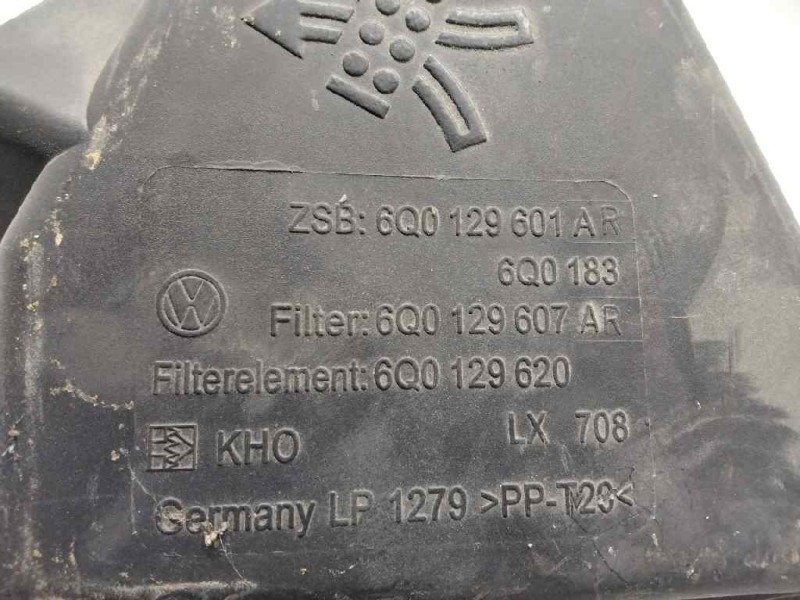 ZSB: 6Q0 129 601 AR
6Q0 183
Filter: 6Q0 129 607 AR
Filterelement: 6Q0 129 620
KHO LX 708
Germany LP 1279 >PP-T20<